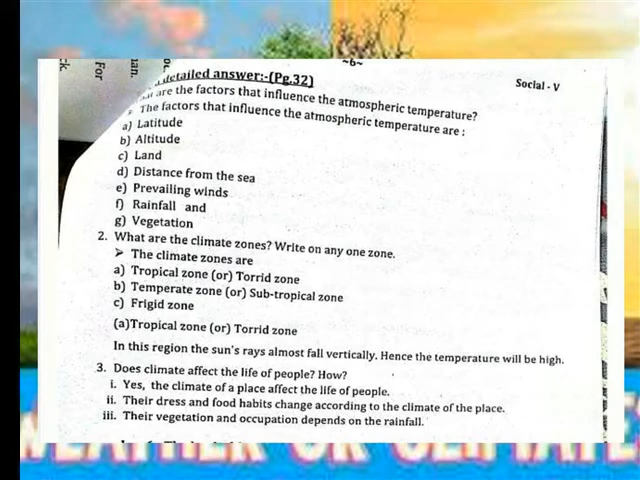 ~6~
Social - V
detailed answer:-(Pg.32)
are the factors that influence the atmospheric temperature?
The factors that influence the atmospheric temperature are :
a) Latitude
b) Altitude
c) Land
d) Distance from the sea
e) Prevailing winds
f) Rainfall and
g) Vegetation
2. What are the climate zones? Write on any one zone.
➢ The climate zones are
a) Tropical zone (or) Torrid zone
b) Temperate zone (or) Sub-tropical zone
c) Frigid zone
(a)Tropical zone (or) Torrid zone
In this region the sun's rays almost fall vertically. Hence the temperature will be high.
3. Does climate affect the life of people? How?
i. Yes, the climate of a place affect the life of people.
ii. Their dress and food habits change according to the climate of the place.
iii. Their vegetation and occupation depends on the rainfall.
For